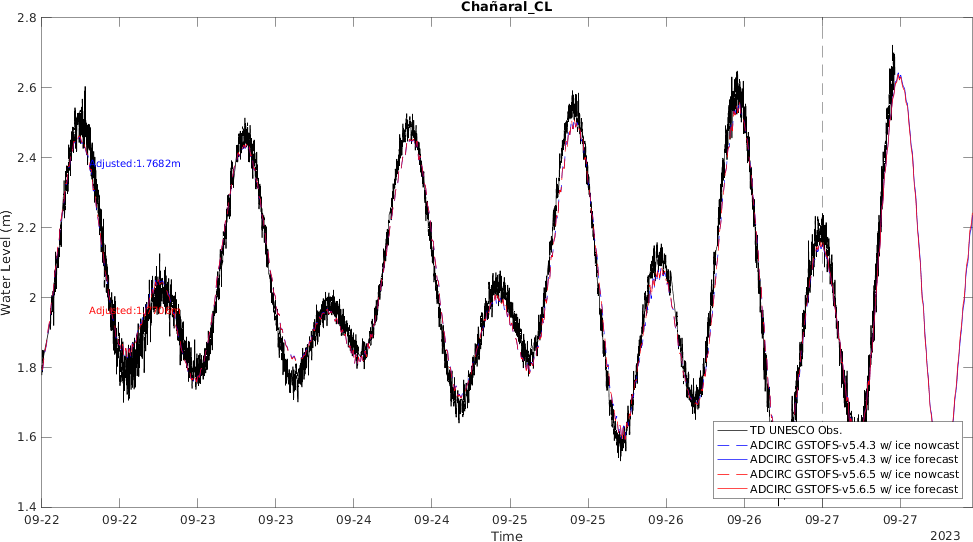 Chañaral_CL
2.8
2.6
2.4
2.2
2
1.8
1.6
1.4
Water Level (m)
Adjusted:1.7682m
TD UNESCO Obs.
ADCIRC GSTOFS-v5.4.3 w/ ice nowcast
ADCIRC GSTOFS-v5.4.3 w/ ice forecast
ADCIRC GSTOFS-v5.6.5 w/ ice nowcast
ADCIRC GSTOFS-v5.6.5 w/ ice forecast
09-22 09-22 09-23 09-23 09-24 09-24 09-25 09-25 09-26 09-26 09-27 09-27
Time
2023